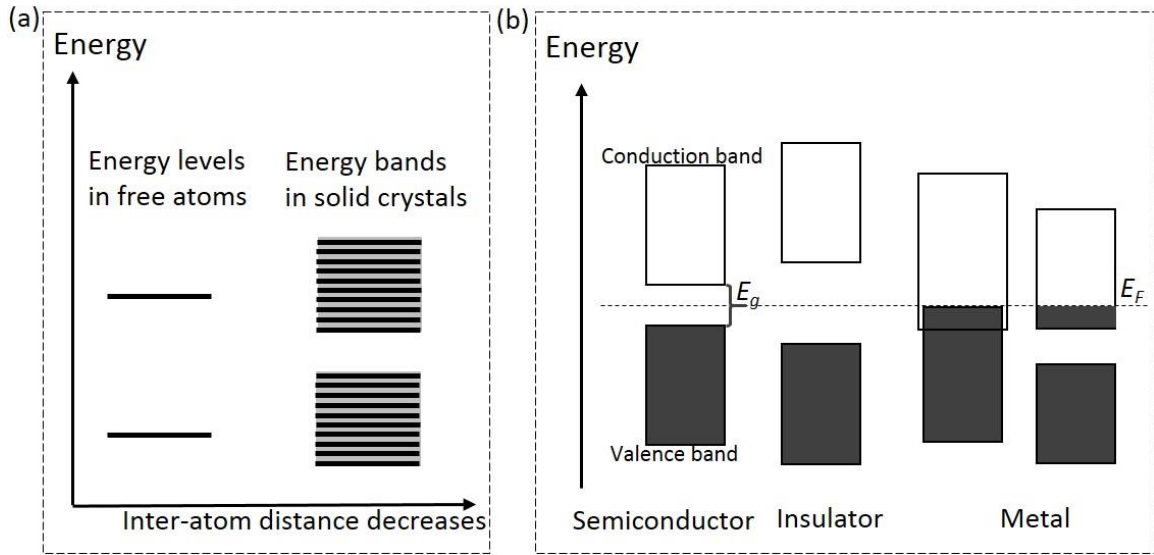 (a)
Energy
Energy levels
in free atoms
Energy bands
in solid crystals
Inter-atom distance decreases
(b)
Energy
Conduction band
E_g
E_F
Valence band
Semiconductor
Insulator
Metal